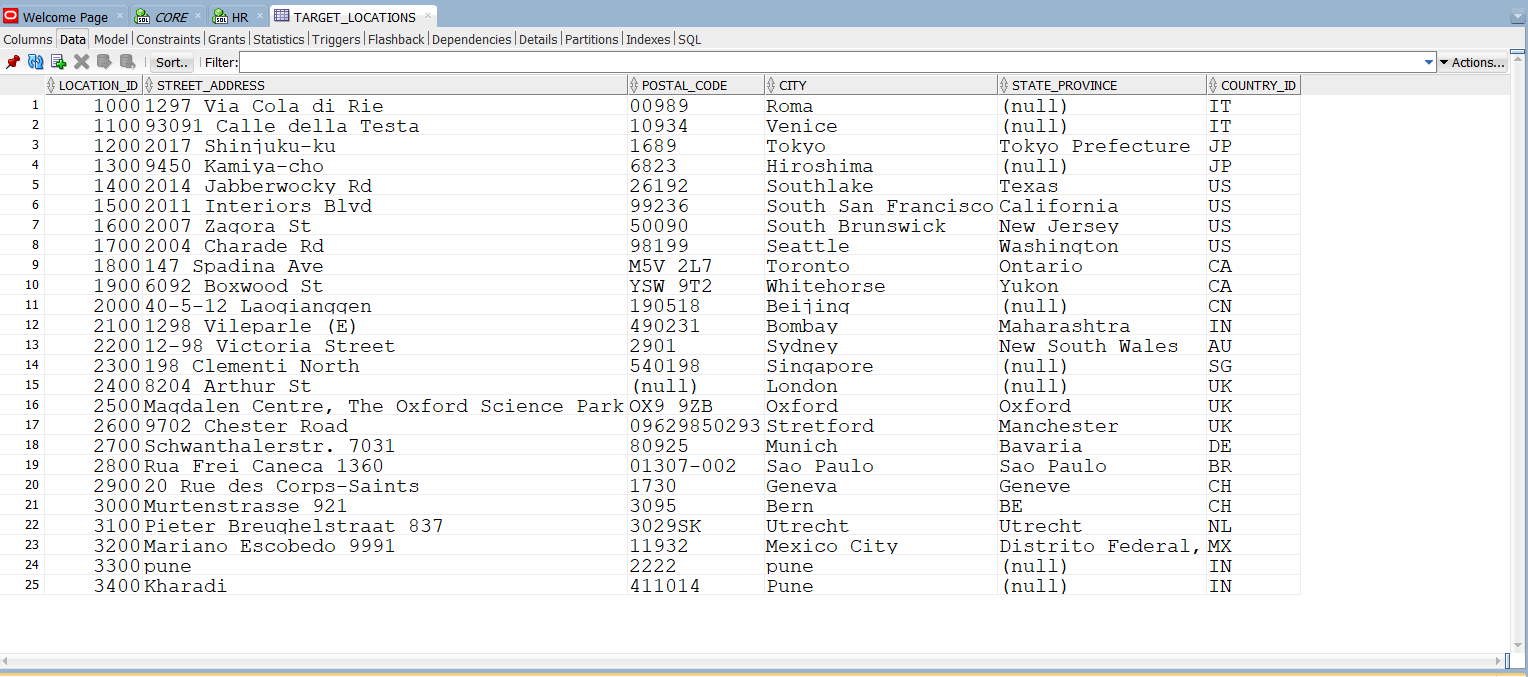 Welcome Page CORE HR TARGET_LOCATIONS
Columns Data Model Constraints Grants Statistics Triggers Flashback Dependencies Details Partitions Indexes SQL
Sort.. Filter: Actions...
LOCATION_ID STREET_ADDRESS POSTAL_CODE CITY STATE_PROVINCE COUNTRY_ID
1 1000 1297 Via Cola di Rie 00989 Roma (null) IT
2 1100 93091 Calle della Testa 10934 Venice (null) IT
3 1200 2017 Shinjuku-ku 1689 Tokyo Tokyo Prefecture JP
4 1300 9450 Kamiya-cho 6823 Hiroshima (null) JP
5 1400 2014 Jabberwocky Rd 26192 Southlake Texas US
6 1500 2011 Interiors Blvd 99236 South San Francisco California US
7 1600 2007 Zagora St 50090 South Brunswick New Jersey US
8 1700 2004 Charade Rd 98199 Seattle Washington US
9 1800 147 Spadina Ave M5V 2L7 Toronto Ontario CA
10 1900 6092 Boxwood St YSW 9T2 Whitehorse Yukon CA
11 2000 40-5-12 Laogianggen 190518 Beijing (null) CN
12 2100 1298 Vileparle (E) 490231 Bombay Maharashtra IN
13 2200 12-98 Victoria Street 2901 Sydney New South Wales AU
14 2300 198 Clementi North 540198 Singapore (null) SG
15 2400 8204 Arthur St (null) London (null) UK
16 2500 Magdalen Centre, The Oxford Science Park OX9 9ZB Oxford Oxford UK
17 2600 9702 Chester Road 09629850293 Stretford Manchester UK
18 2700 Schwanthalerstr. 7031 80925 Munich Bavaria DE
19 2800 Rua Frei Caneca 1360 01307-002 Sao Paulo Sao Paulo BR
20 2900 20 Rue des Corps-Saints 1730 Geneva Geneve CH
21 3000 Murtenstrasse 921 3095 Bern BE CH
22 3100 Pieter Breughelstraat 837 3029SK Utrecht Utrecht NL
23 3200 Mariano Escobedo 9991 11932 Mexico City Distrito Federal, MX
24 3300 pune 2222 pune (null) IN
25 3400 Kharadi 411014 Pune (null) IN